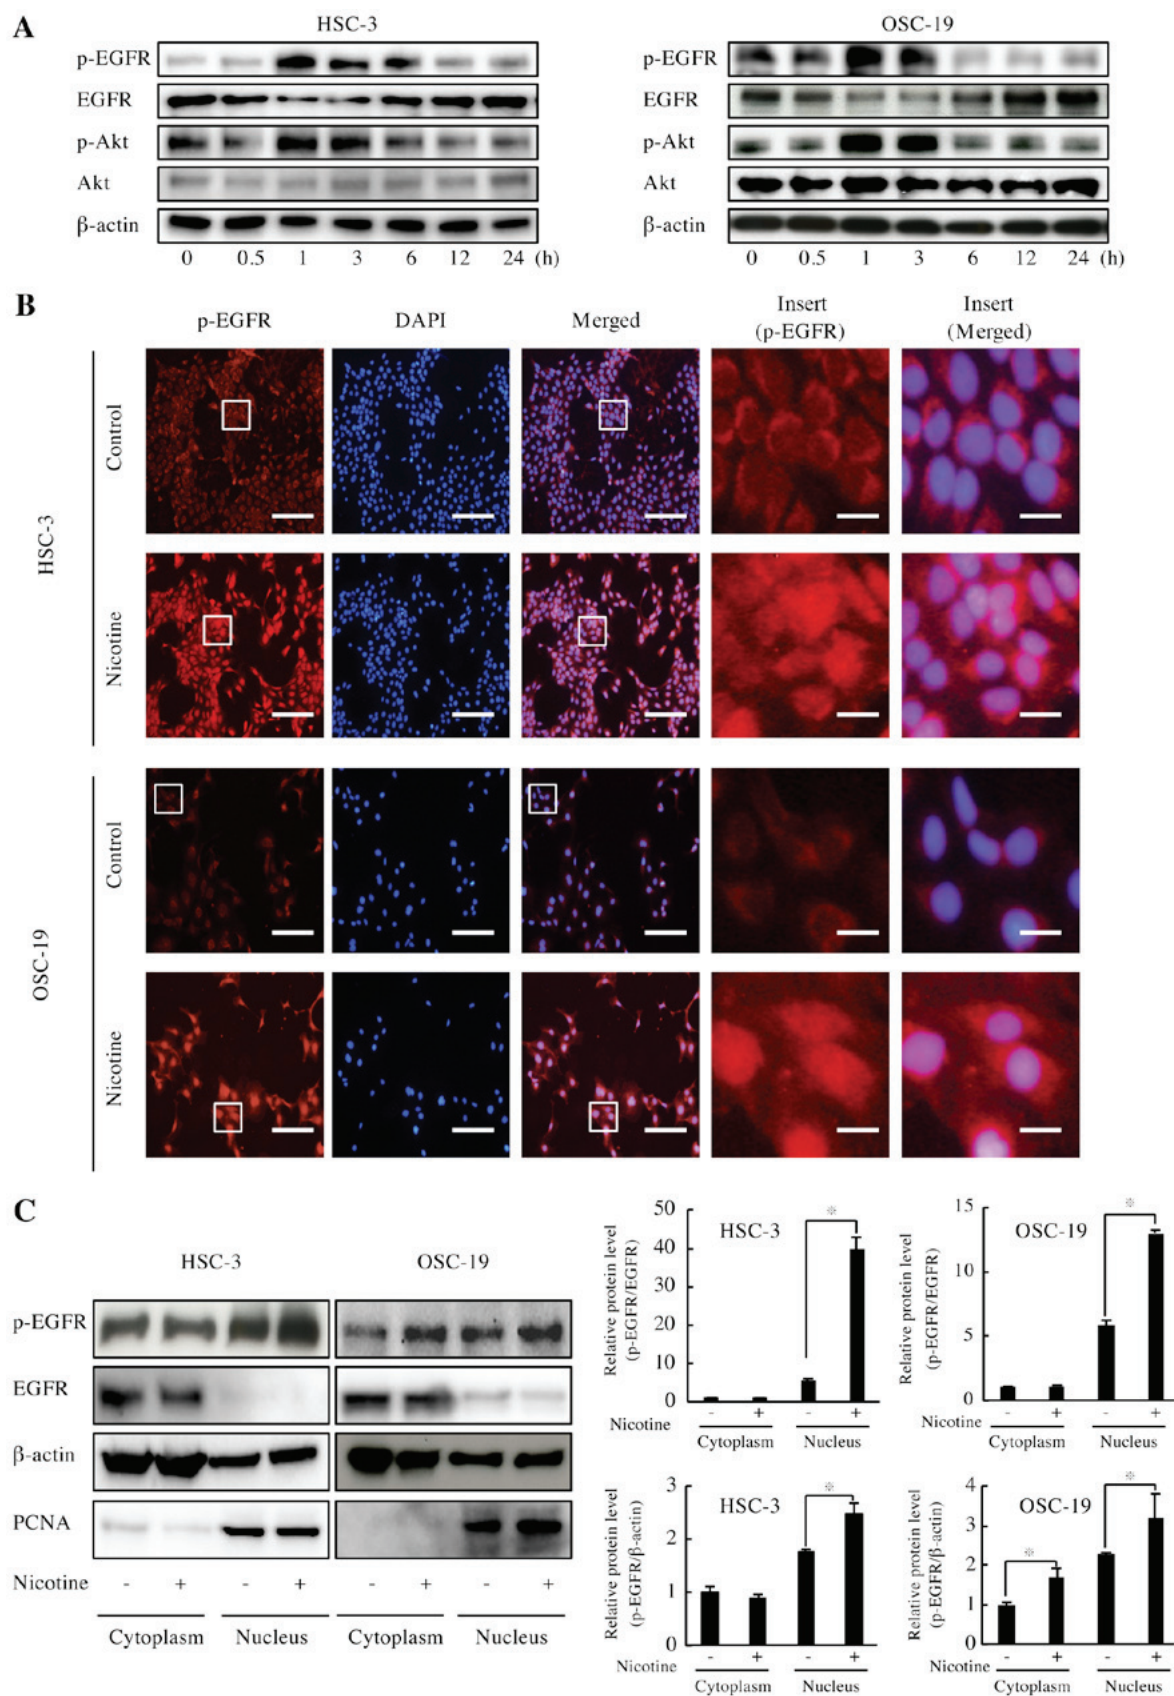 A
HSC-3
OSC-19
p-EGFR
EGFR
p-Akt
Akt
β-actin
0 0.5 1 3 6 12 24 (h)
p-EGFR
EGFR
p-Akt
Akt
β-actin
0 0.5 1 3 6 12 24 (h)
B
p-EGFR DAPI Merged Insert (p-EGFR) Insert (Merged)
HSC-3
Control
Nicotine
OSC-19
Control
Nicotine
C
HSC-3 OSC-19
p-EGFR
EGFR
β-actin
PCNA
Nicotine - + - + - + - +
Cytoplasm Nucleus Cytoplasm Nucleus
Relative protein level
(p-EGFR/EGFR)
50
40
30
20
10
0
HSC-3
※
Nicotine - + - +
Cytoplasm Nucleus
Relative protein level
(p-EGFR/EGFR)
15
10
5
0
OSC-19
※
- + - +
Cytoplasm Nucleus
Relative protein level
(p-EGFR/β-actin)
3
2
1
0
HSC-3
※
Nicotine - + - +
Cytoplasm Nucleus
Relative protein level
(p-EGFR/β-actin)
4
3
2
1
0
OSC-19
※
※
Nicotine - + - +
Cytoplasm Nucleus